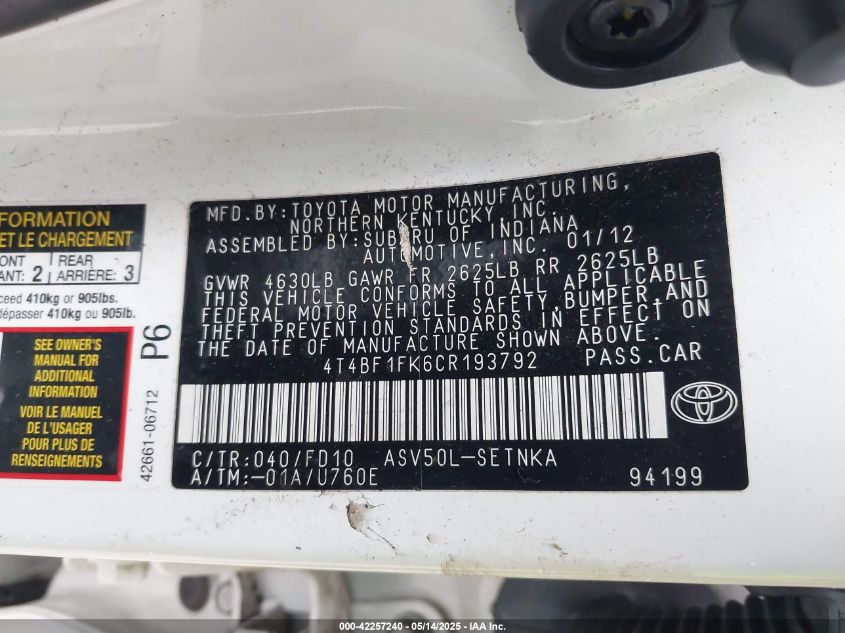 MFD.BY:TOYOTA MOTOR MANUFACTURING,
NORTHERN KENTUCKY, INC.
ASSEMBLED BY:SUBARU OF INDIANA
AUTOMOTIVE,INC. 01/12
GVWR 4630LB GAWR FR 2625LB RR 2625LB
THIS VEHICLE CONFORMS TO ALL APPLICABLE
FEDERAL MOTOR VEHICLE SAFETY,BUMPER,AND
THEFT PREVENTION STANDARDS IN EFFECT ON
THE DATE OF MANUFACTURE SHOWN ABOVE.
4T4BF1FK6CR193792 PASS.CAR
C/TR:040/FD10 ASV50L-SETNKA
A/TM:-01A/U760E 94199
FORMATION
ET LE CHARGEMENT
ONT
ANT: 2
REAR
ARRIÈRE: 3
ceed 410kg or 905lbs.
dépasser 410kg ou 905lb.
SEE OWNER'S
MANUAL FOR
ADDITIONAL
INFORMATION
VOIR LE MANUEL
DE L'USAGER
POUR PLUS DE
RENSEIGNEMENTS
42661-06712 P6
000-42257240 - 05/14/2025 - IAA Inc.